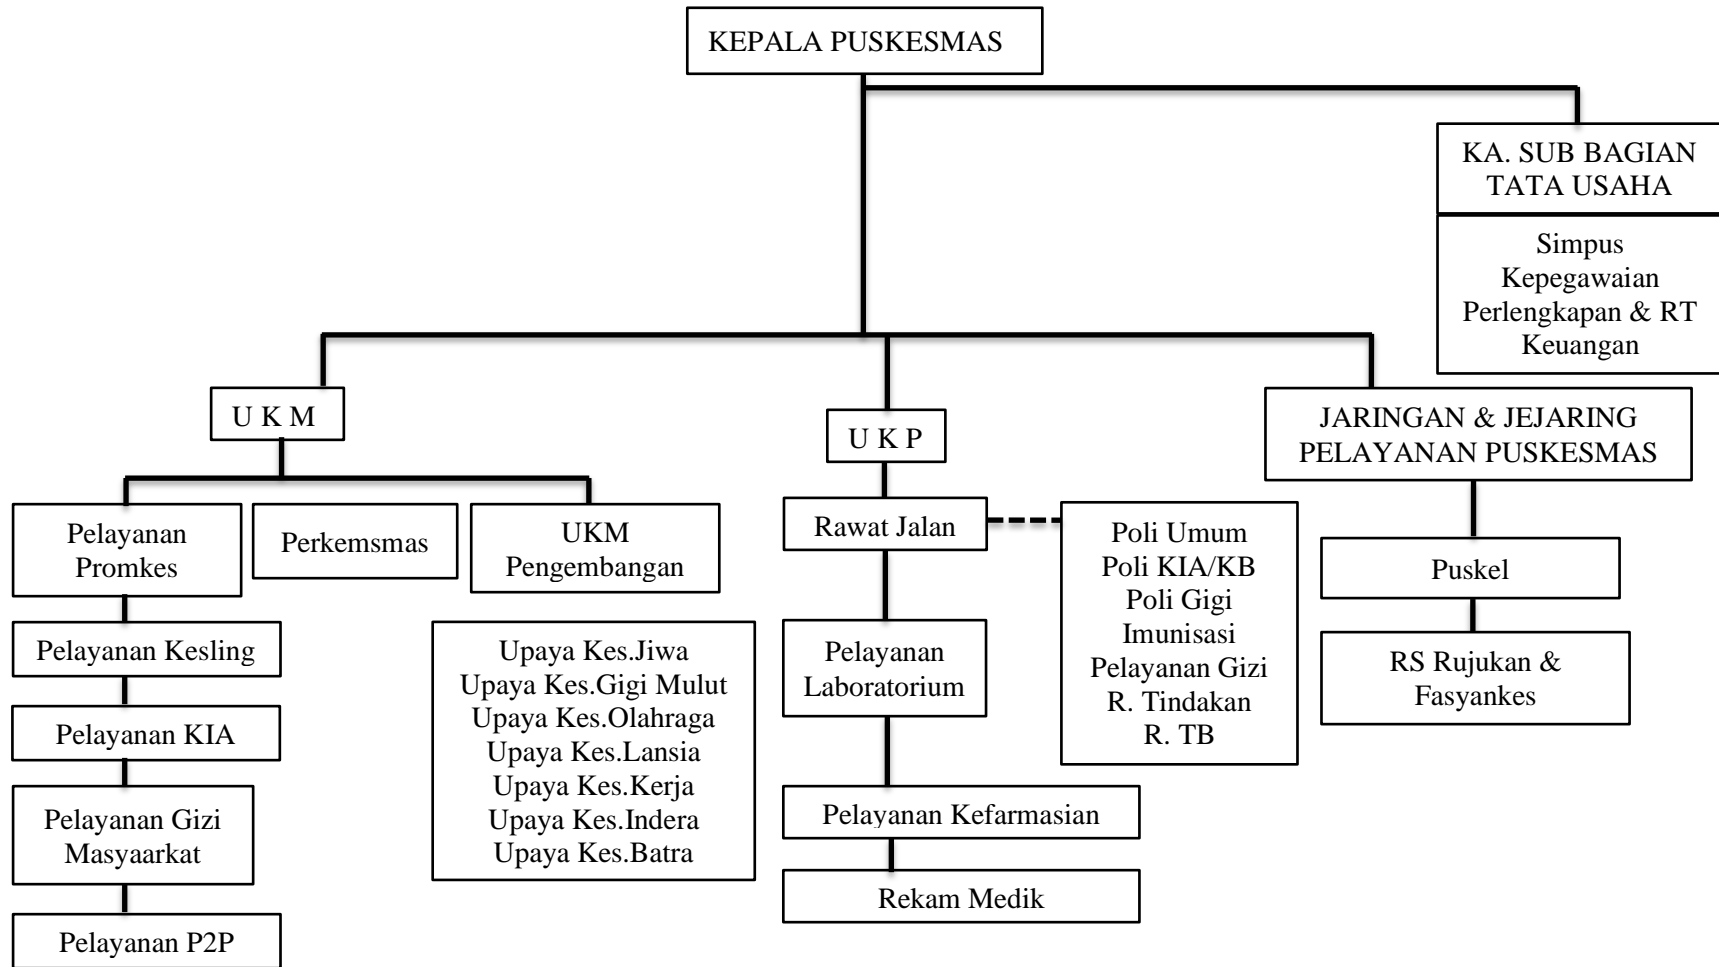 KEPALA PUSKESMAS
KA. SUB BAGIAN
TATA USAHA
Simpus
Kepegawaian
Perlengkapan & RT
Keuangan
U K M
U K P
JARINGAN & JEJARING
PELAYANAN PUSKESMAS
Pelayanan
Promkes
Perkemsmas
UKM
Pengembangan
Rawat Jalan
Poli Umum
Poli KIA/KB
Poli Gigi
Imunisasi
Pelayanan Gizi
R. Tindakan
R. TB
Puskel
Pelayanan Kesling
Upaya Kes.Jiwa
Upaya Kes.Gigi Mulut
Upaya Kes.Olahraga
Upaya Kes.Lansia
Upaya Kes.Kerja
Upaya Kes.Indera
Upaya Kes.Batra
Pelayanan
Laboratorium
RS Rujukan &
Fasyankes
Pelayanan KIA
Pelayanan Gizi
Masyaarkat
Pelayanan Kefarmasian
Rekam Medik
Pelayanan P2P